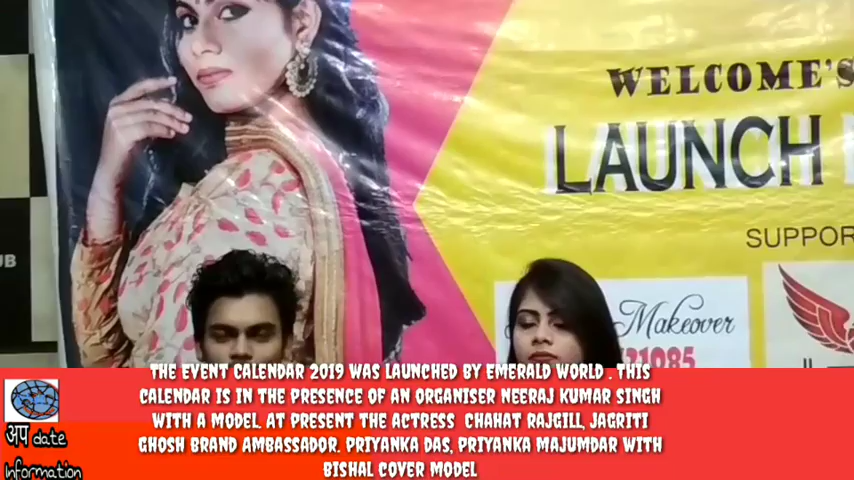 WELCOME'S
LAUNCH
SUPPOR
UB
Makeover
31085
THE EVENT CALENDAR 2019 WAS LAUNCHED BY EMERALD WORLD . THIS
CALENDAR IS IN THE PRESENCE OF AN ORGANISER NEERAJ KUMAR SINGH
WITH A MODEL. AT PRESENT THE ACTRESS CHAHAT RAJGILL, JAGRITI
GHOSH BRAND AMBASSADOR. PRIYANKA DAS, PRIYANKA MAJUMDAR WITH
BISHAL COVER MODEL
अप date
Information